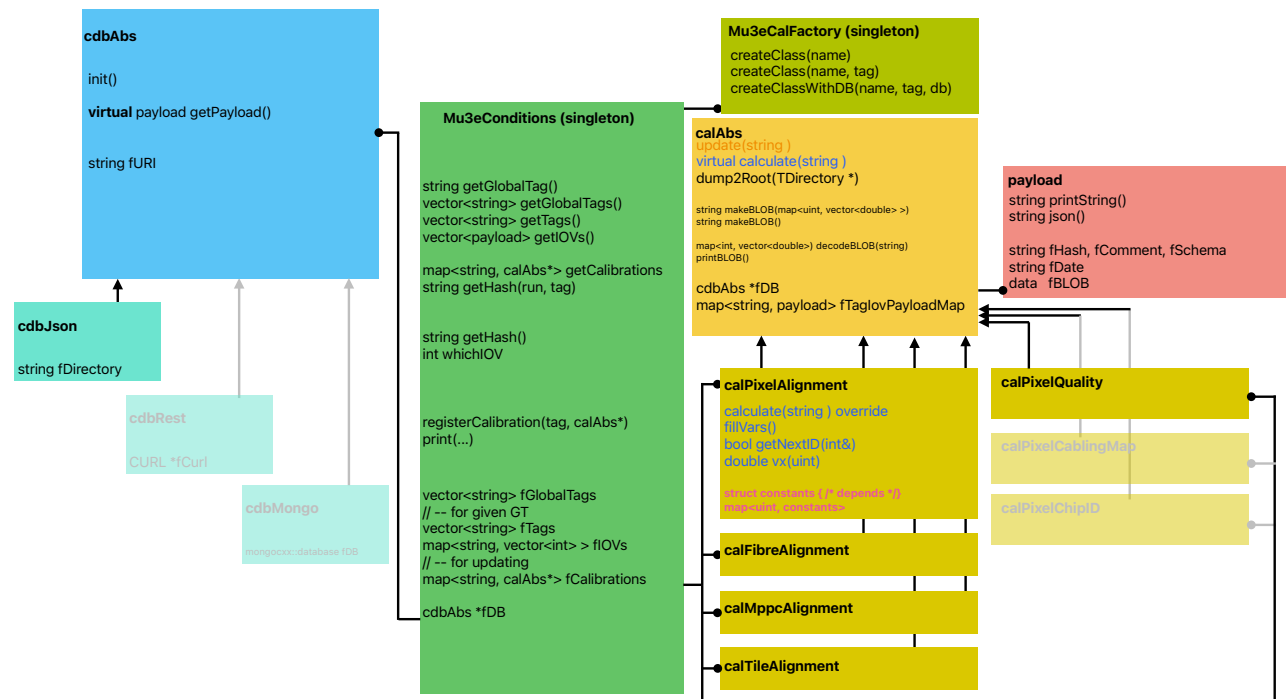 cdbAbs
init()
virtual payload getPayload()
string fURI
cdbJson
string fDirectory
cdbRest
CURL *fCurl
cdbMongo
mongocxx::database fDB
Mu3eConditions (singleton)
string getGlobalTag()
vector<string> getGlobalTags()
vector<string> getTags()
vector<payload> getIOVs()
map<string, calAbs*> getCalibrations
string getHash(run, tag)
string getHash()
int whichIOV
registerCalibration(tag, calAbs*)
print(...)
vector<string> fGlobalTags
// -- for given GT
vector<string> fTags
map<string, vector<int> > fIOVs
// -- for updating
map<string, calAbs*> fCalibrations
cdbAbs *fDB
Mu3eCalFactory (singleton)
createClass(name)
createClass(name, tag)
createClassWithDB(name, tag, db)
calAbs
update(string )
virtual calculate(string )
dump2Root(TDirectory *)
string makeBLOB(map<uint, vector<double> >)
string makeBLOB()
map<int, vector<double>) decodeBLOB(string)
printBLOB()
cdbAbs *fDB
map<string, payload> fTagIovPayloadMap
payload
string printString()
string json()
string fHash, fComment, fSchema
string fDate
data fBLOB
calPixelAlignment
calculate(string ) override
fillVars()
bool getNextID(int&)
double vx(uint)
struct constants { /* depends */}
map<uint, constants>
calFibreAlignment
calMppcAlignment
calTileAlignment
calPixelQuality
calPixelCablingMap
calPixelChipID